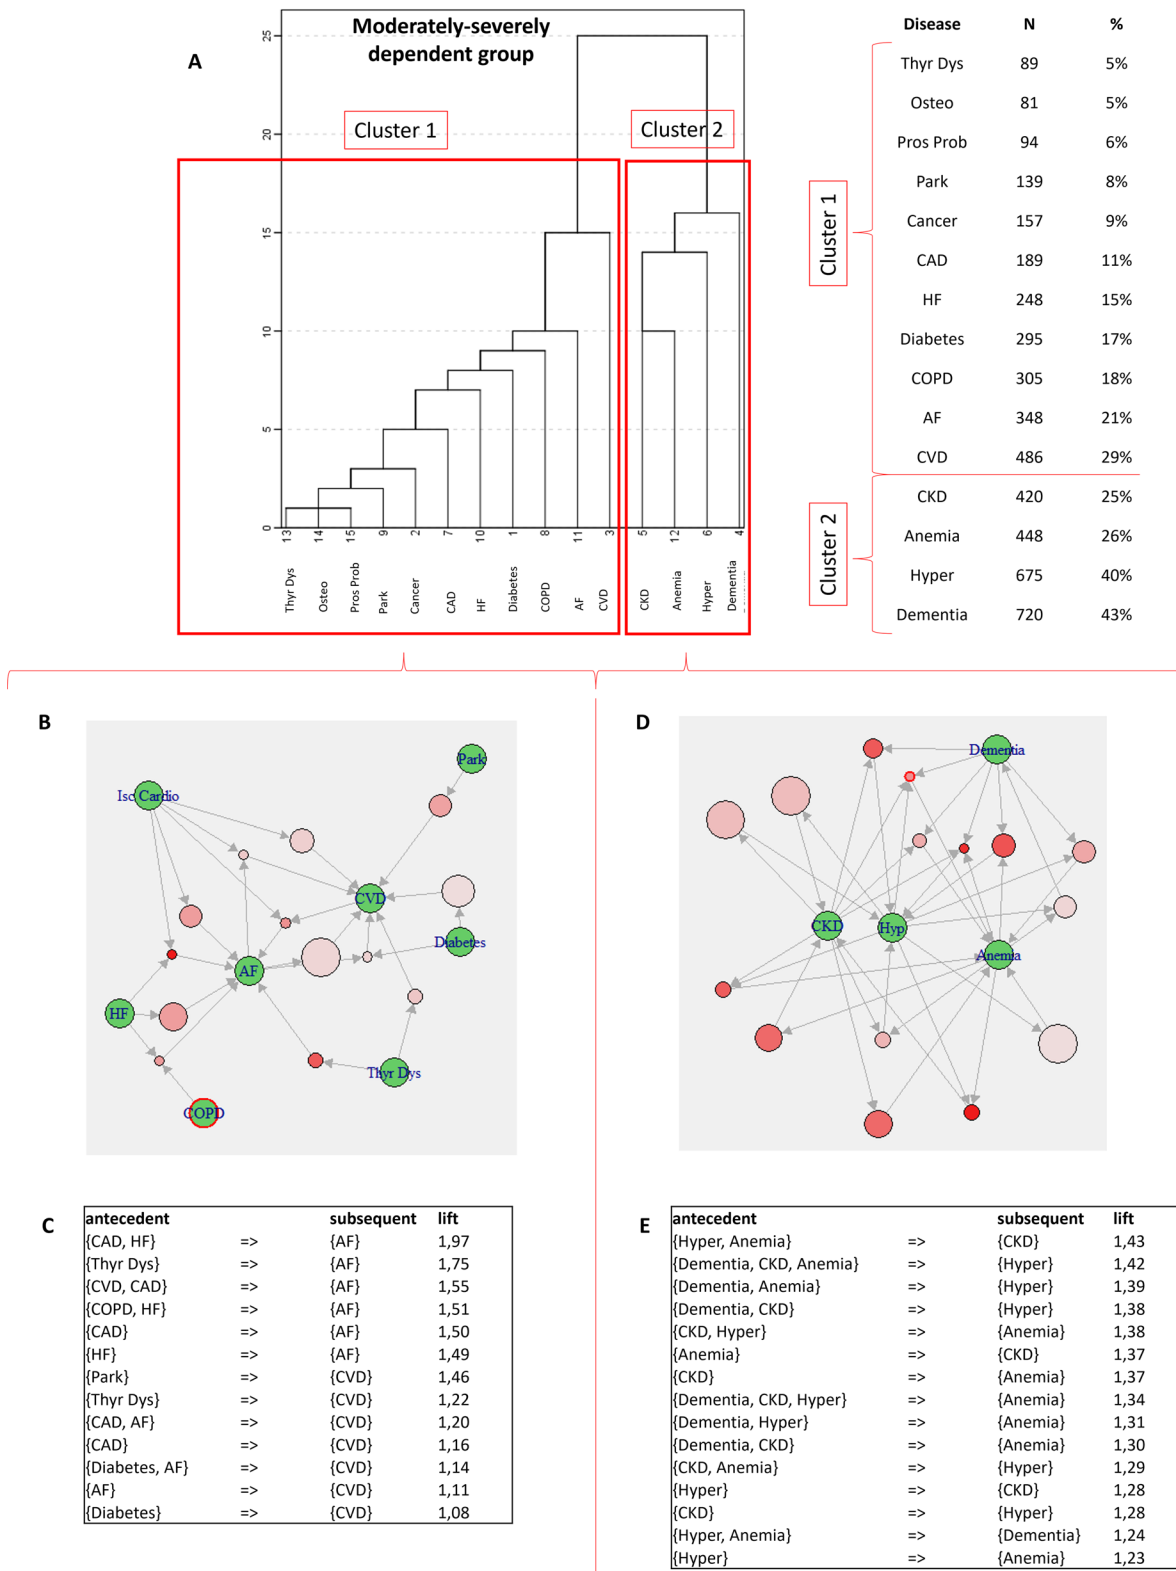 Moderately-severely
dependent group
A
Cluster 1
Cluster 2
25
20
15
10
5
0
13 14 15 9 2 7 10 1 8 11 3 5 12 6 4
Thyr Dys
Osteo
Pros Prob
Park
Cancer
CAD
HF
Diabetes
COPD
AF
CVD
CKD
Anemia
Hyper
Dementia
Disease N %
Cluster 1
Thyr Dys 89 5%
Osteo 81 5%
Pros Prob 94 6%
Park 139 8%
Cancer 157 9%
CAD 189 11%
HF 248 15%
Diabetes 295 17%
COPD 305 18%
AF 348 21%
CVD 486 29%
Cluster 2
CKD 420 25%
Anemia 448 26%
Hyper 675 40%
Dementia 720 43%
B
Park
Isc Cardio
CVD
Diabetes
AF
HF
Thyr Dys
COPD
D
Dementia
CKD
Hyp
Anemia
C
antecedent subsequent lift
{CAD, HF} => {AF} 1,97
{Thyr Dys} => {AF} 1,75
{CVD, CAD} => {AF} 1,55
{COPD, HF} => {AF} 1,51
{CAD} => {AF} 1,50
{HF} => {AF} 1,49
{Park} => {CVD} 1,46
{Thyr Dys} => {CVD} 1,22
{CAD, AF} => {CVD} 1,20
{CAD} => {CVD} 1,16
{Diabetes, AF} => {CVD} 1,14
{AF} => {CVD} 1,11
{Diabetes} => {CVD} 1,08
E
antecedent subsequent lift
{Hyper, Anemia} => {CKD} 1,43
{Dementia, CKD, Anemia} => {Hyper} 1,42
{Dementia, Anemia} => {Hyper} 1,39
{Dementia, CKD} => {Hyper} 1,38
{CKD, Hyper} => {Anemia} 1,38
{Anemia} => {CKD} 1,37
{CKD} => {Anemia} 1,37
{Dementia, CKD, Hyper} => {Anemia} 1,34
{Dementia, Hyper} => {Anemia} 1,31
{Dementia, CKD} => {Anemia} 1,30
{CKD, Anemia} => {Hyper} 1,29
{Hyper} => {CKD} 1,28
{CKD} => {Hyper} 1,28
{Hyper, Anemia} => {Dementia} 1,24
{Hyper} => {Anemia} 1,23